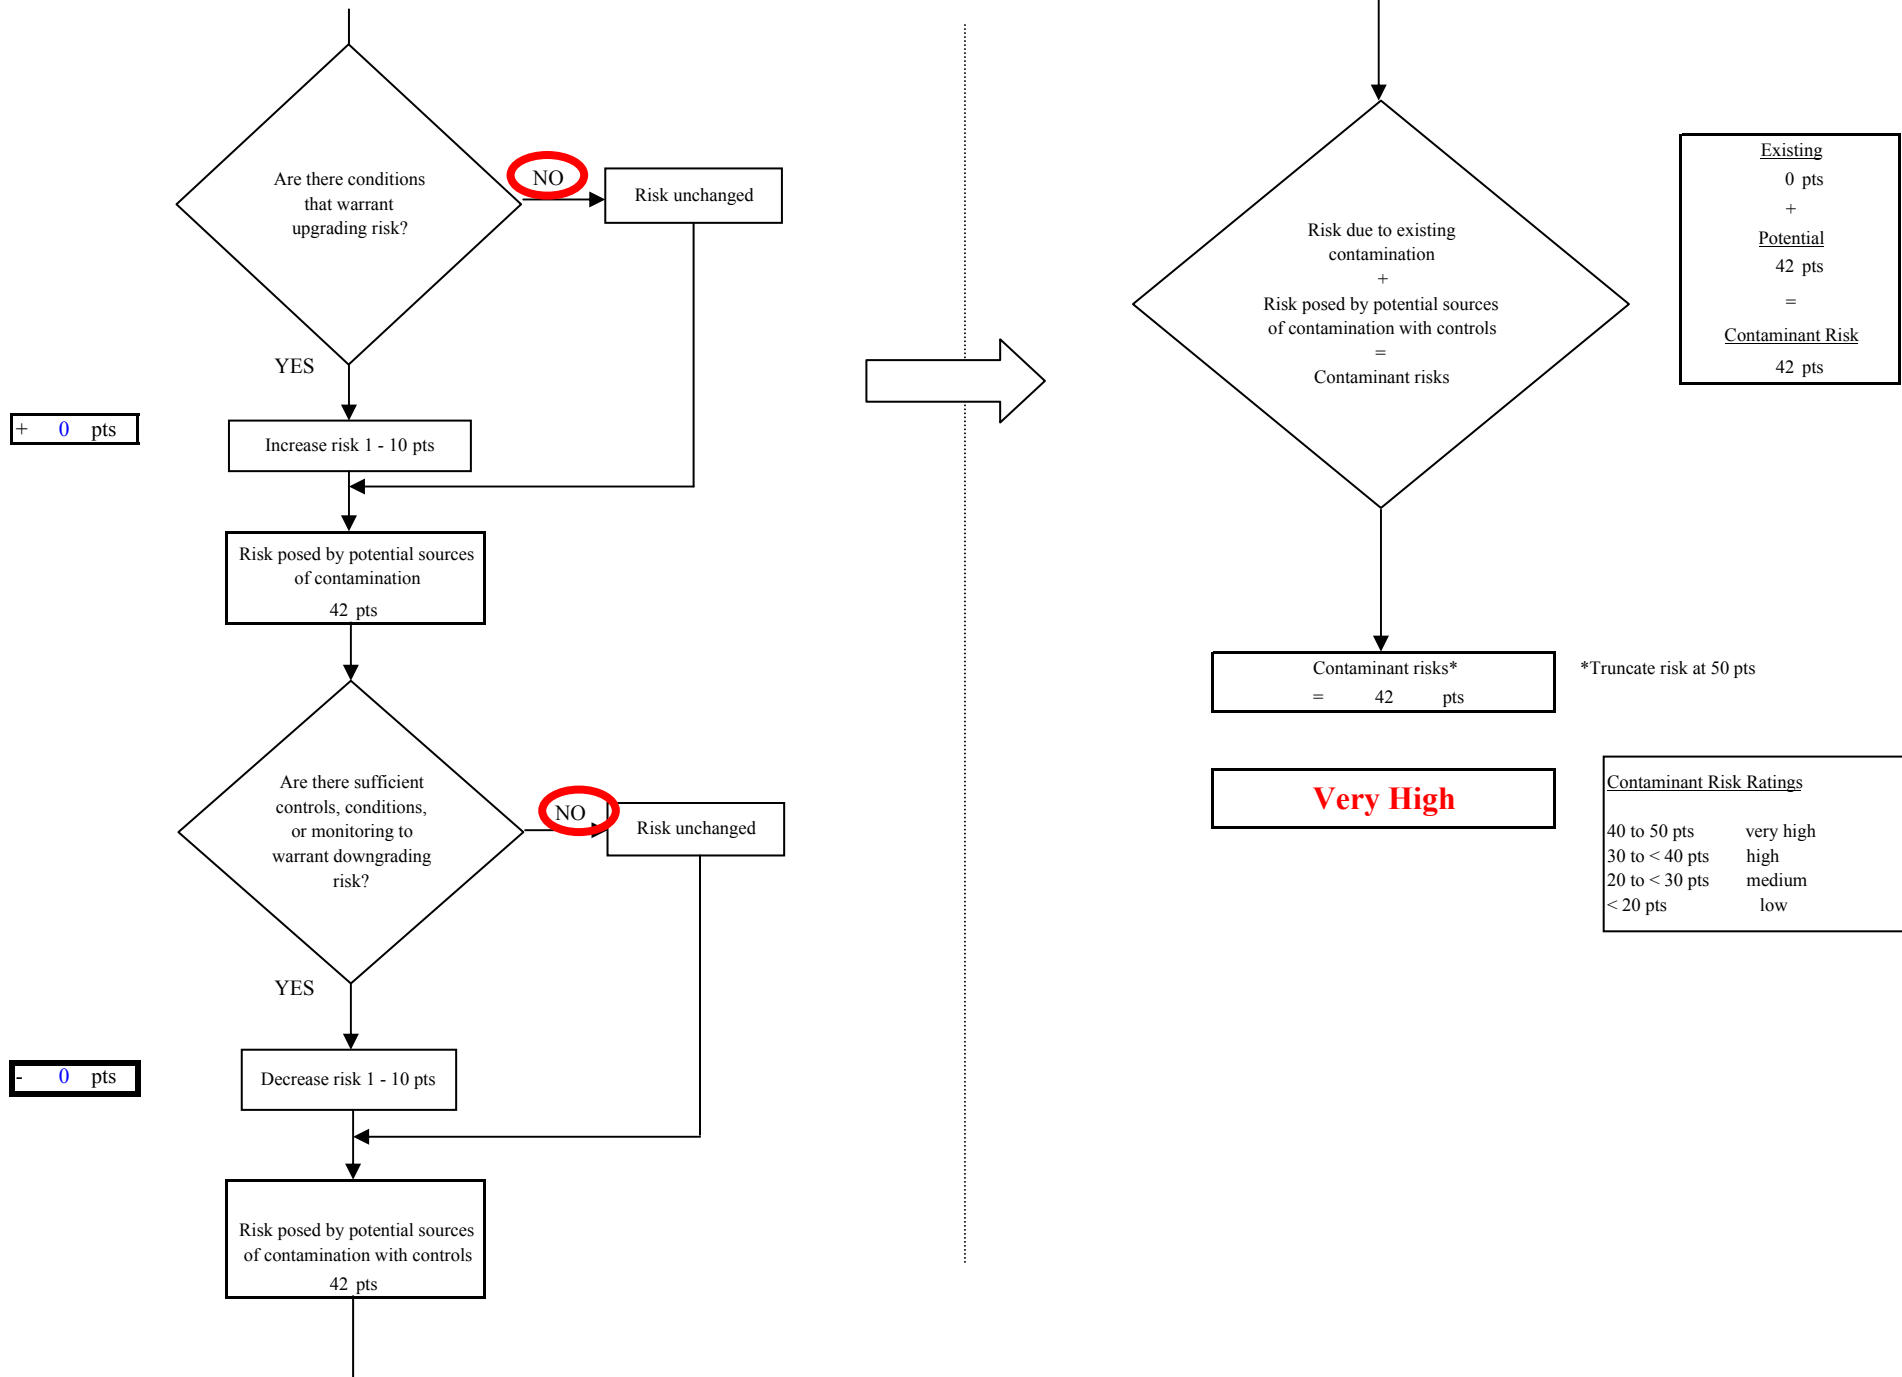 Are there conditions
that warrant
upgrading risk?
NO
Risk unchanged
YES
+ 0 pts
Increase risk 1 - 10 pts
Risk posed by potential sources
of contamination
42 pts
Are there sufficient
controls, conditions,
or monitoring to
warrant downgrading
risk?
NO
Risk unchanged
YES
- 0 pts
Decrease risk 1 - 10 pts
Risk posed by potential sources
of contamination with controls
42 pts
Risk due to existing
contamination
+
Risk posed by potential sources
of contamination with controls
=
Contaminant risks
Existing
0 pts
+
Potential
42 pts
=
Contaminant Risk
42 pts
Contaminant risks*
= 42 pts
*Truncate risk at 50 pts
Very High
Contaminant Risk Ratings
40 to 50 pts very high
30 to < 40 pts high
20 to < 30 pts medium
< 20 pts low